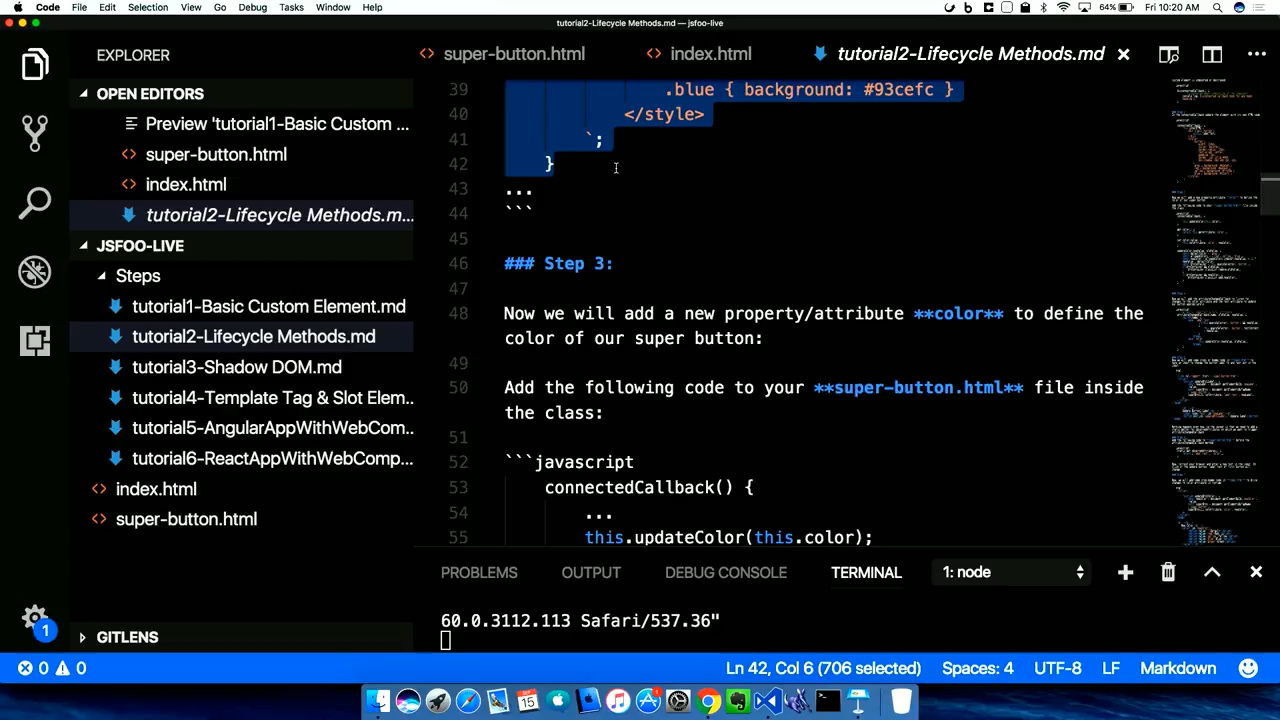 Code File Edit Selection View Go Debug Tasks Window Help 64% Fri 10:20 AM
tutorial2-Lifecycle Methods.md — jsfoo-live
EXPLORER
OPEN EDITORS
Preview 'tutorial1-Basic Custom ...
super-button.html
index.html
tutorial2-Lifecycle Methods.m...
JSFOO-LIVE
Steps
tutorial1-Basic Custom Element.md
tutorial2-Lifecycle Methods.md
tutorial3-Shadow DOM.md
tutorial4-Template Tag & Slot Elem...
tutorial5-AngularAppWithWebCom...
tutorial6-ReactAppWithWebComp...
index.html
super-button.html
GITLENS
1
super-button.html index.html tutorial2-Lifecycle Methods.md
39 .blue { background: #93cefc }
40 </style>
41 `;
42 }
43 ...
44 ```
45
46 ### Step 3:
47
48 Now we will add a new property/attribute **color** to define the
color of our super button:
49
50 Add the following code to your **super-button.html** file inside
the class:
51
52 ```javascript
53 connectedCallback() {
54 ...
55 this.updateColor(this.color);
PROBLEMS OUTPUT DEBUG CONSOLE TERMINAL 1: node
60.0.3112.113 Safari/537.36"
0 0 Ln 42, Col 6 (706 selected) Spaces: 4 UTF-8 LF Markdown